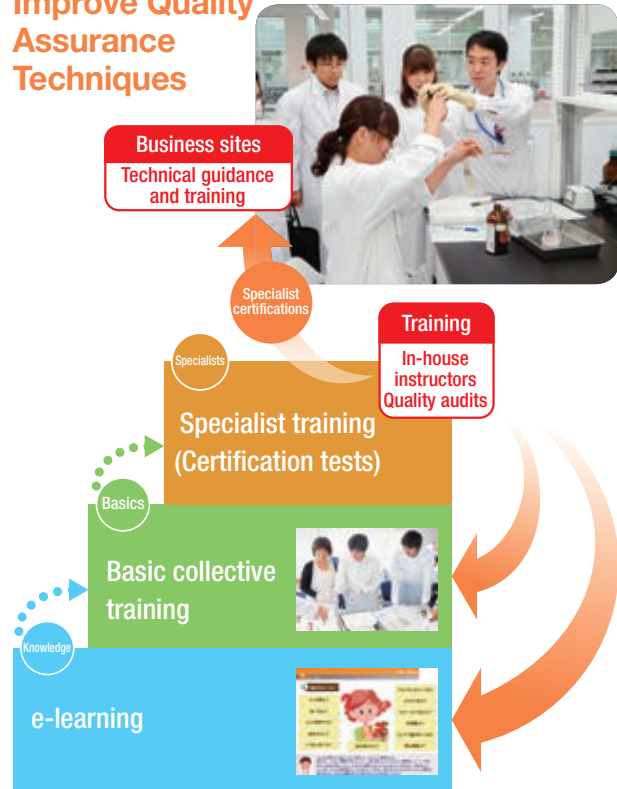 Improve Quality
Assurance
Techniques
Business sites
Technical guidance
and training
Specialist
certifications
Training
In-house
instructors
Quality audits
Specialists
Specialist training
(Certification tests)
Basics
Basic collective
training
Knowledge
e-learning